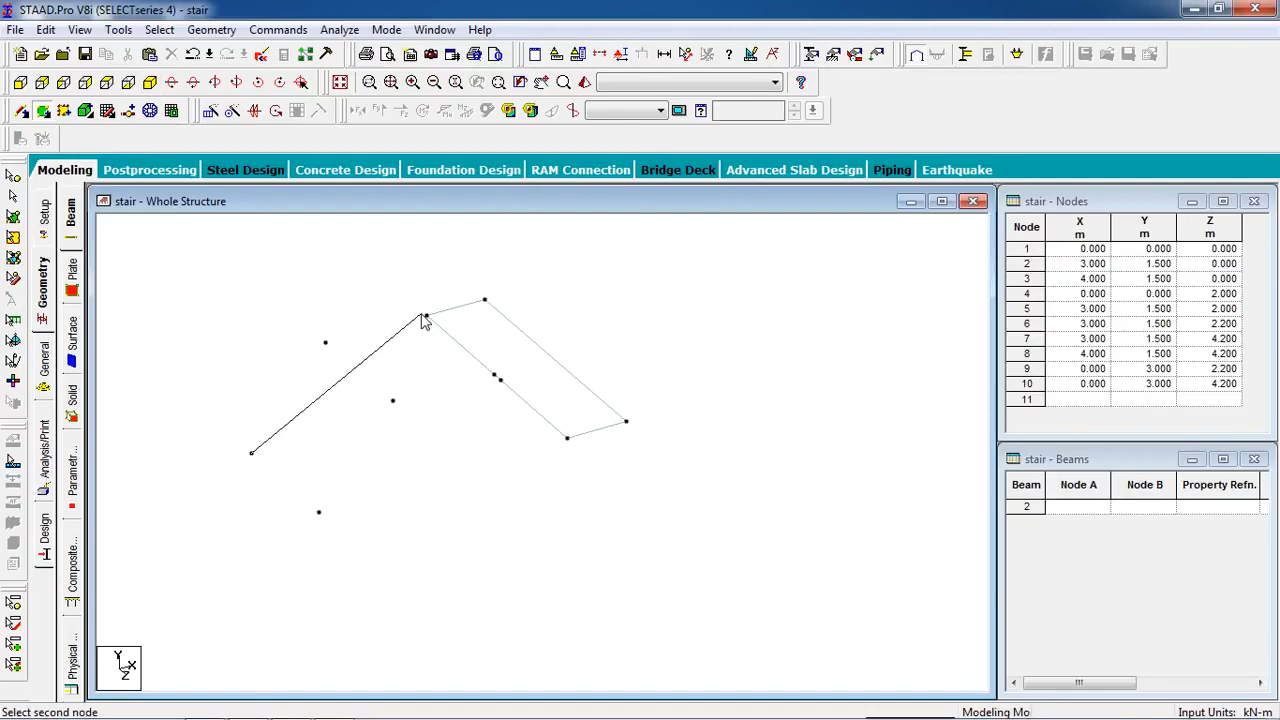 STAAD.Pro V8i (SELECTseries 4) - stair
File Edit View Tools Select Geometry Commands Analyze Mode Window Help
Modeling Postprocessing Steel Design Concrete Design Foundation Design RAM Connection Bridge Deck Advanced Slab Design Piping Earthquake
Setup
Geometry
General
Analysis/Print
Design
Beam
Plate
Surface
Solid
Parametr...
Composite...
Physical ...
stair - Whole Structure
Y
X
Z
stair - Nodes
Node X m Y m Z m
1 0.000 0.000 0.000
2 3.000 1.500 0.000
3 4.000 1.500 0.000
4 0.000 0.000 2.000
5 3.000 1.500 2.000
6 3.000 1.500 2.200
7 3.000 1.500 4.200
8 4.000 1.500 4.200
9 0.000 3.000 2.200
10 0.000 3.000 4.200
11
stair - Beams
Beam Node A Node B Property Refn.
2
Select second node
Modeling Mo
Input Units: kN-m